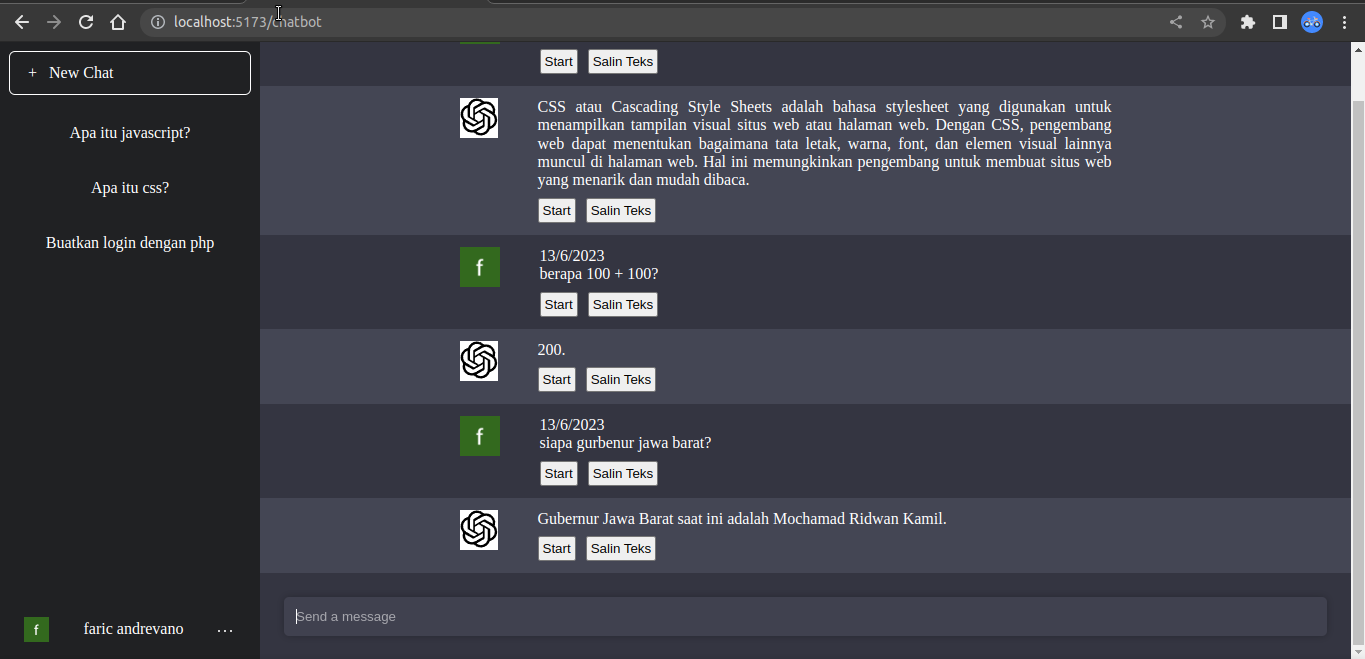 localhost:5173/chatbot
+ New Chat
Apa itu javascript?
Apa itu css?
Buatkan login dengan php
f faric andrevano ...
Start Salin Teks
CSS atau Cascading Style Sheets adalah bahasa stylesheet yang digunakan untuk
menampilkan tampilan visual situs web atau halaman web. Dengan CSS, pengembang
web dapat menentukan bagaimana tata letak, warna, font, dan elemen visual lainnya
muncul di halaman web. Hal ini memungkinkan pengembang untuk membuat situs web
yang menarik dan mudah dibaca.
Start Salin Teks
f
13/6/2023
berapa 100 + 100?
Start Salin Teks
200.
Start Salin Teks
f
13/6/2023
siapa gurbenur jawa barat?
Start Salin Teks
Gubernur Jawa Barat saat ini adalah Mochamad Ridwan Kamil.
Start Salin Teks
Send a message